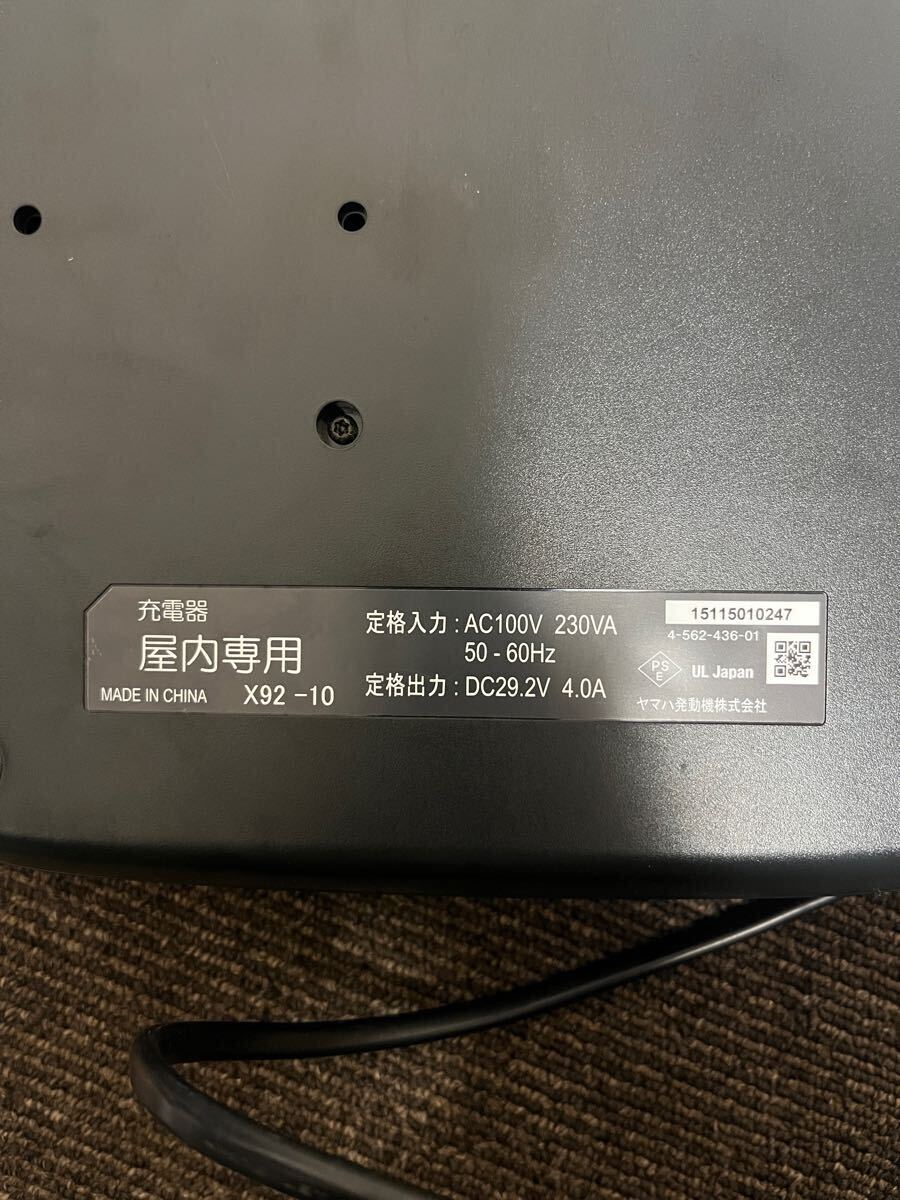 充電器
屋内専用
MADE IN CHINA X92 -10
定格入力 : AC100V 230VA
50 - 60Hz
定格出力 : DC29.2V 4.0A
15115010247
4-562-436-01
PS
E
UL Japan
ヤマハ発動機株式会社